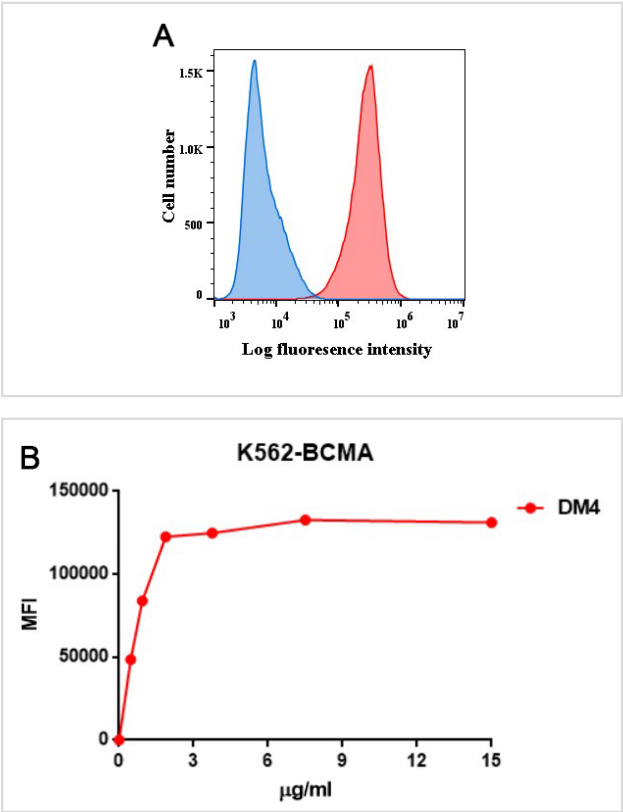 A
1.5K
1.0K
500
0
Cell number
10³ 10⁴ 10⁵ 10⁶ 10⁷
Log fluoresence intensity
B
K562-BCMA
150000
100000
50000
0
MFI
DM4
0 3 6 9 12 15
µg/ml